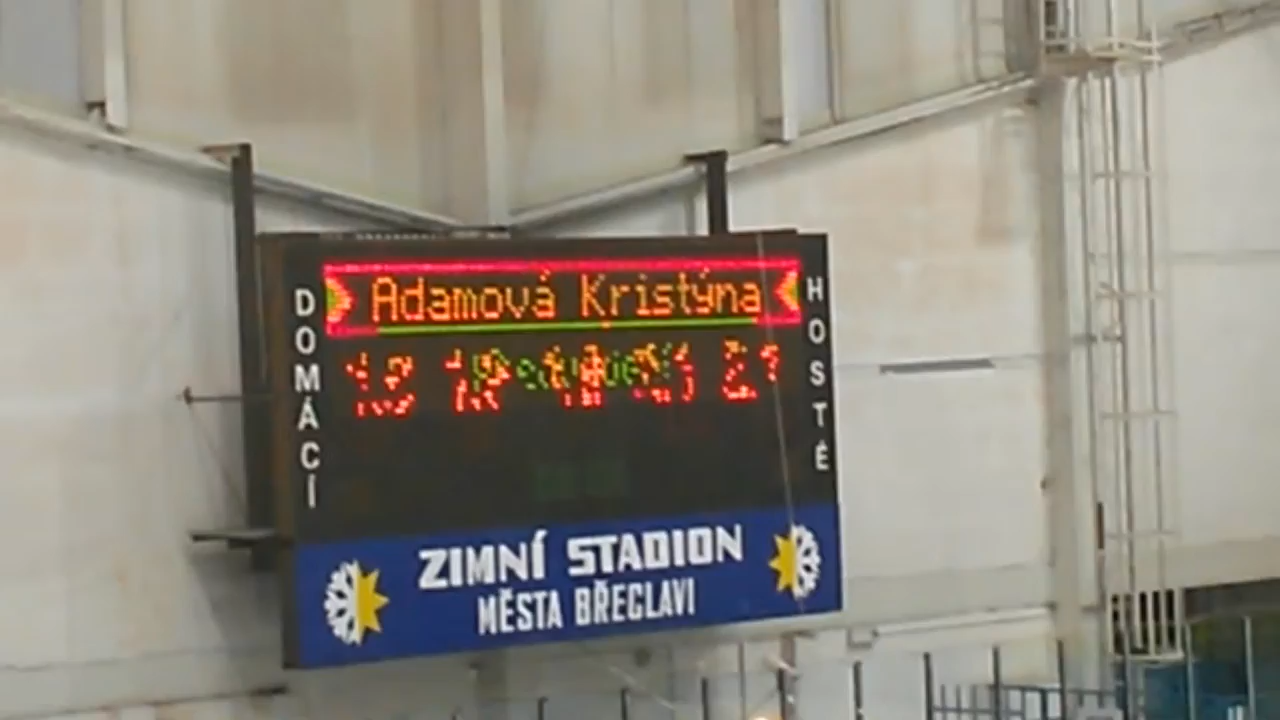 Adamová Kristýna
DOMÁCÍ
HOSTÉ
ZIMNÍ STADION
MĚSTA BŘECLAVI